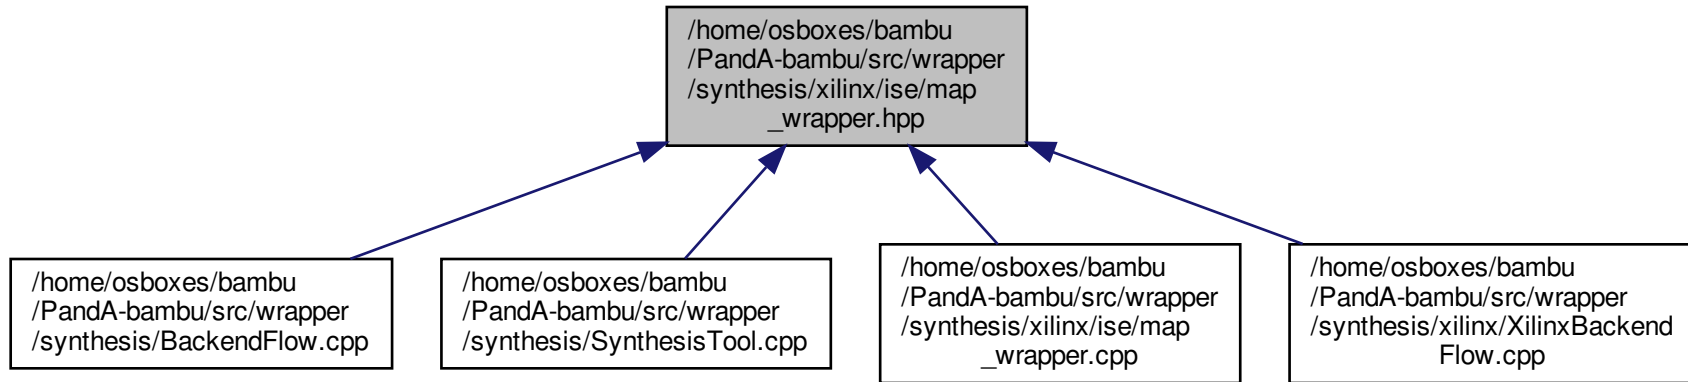 /home/osboxes/bambu
/PandA-bambu/src/wrapper
/synthesis/xilinx/ise/map
_wrapper.hpp
/home/osboxes/bambu
/PandA-bambu/src/wrapper
/synthesis/BackendFlow.cpp
/home/osboxes/bambu
/PandA-bambu/src/wrapper
/synthesis/SynthesisTool.cpp
/home/osboxes/bambu
/PandA-bambu/src/wrapper
/synthesis/xilinx/ise/map
_wrapper.cpp
/home/osboxes/bambu
/PandA-bambu/src/wrapper
/synthesis/xilinx/XilinxBackend
Flow.cpp